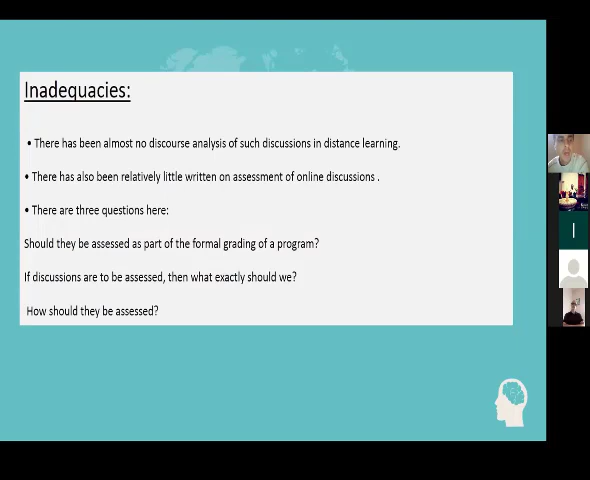 Inadequacies:
• There has been almost no discourse analysis of such discussions in distance learning.
• There has also been relatively little written on assessment of online discussions .
• There are three questions here:
Should they be assessed as part of the formal grading of a program?
If discussions are to be assessed, then what exactly should we?
How should they be assessed?
I